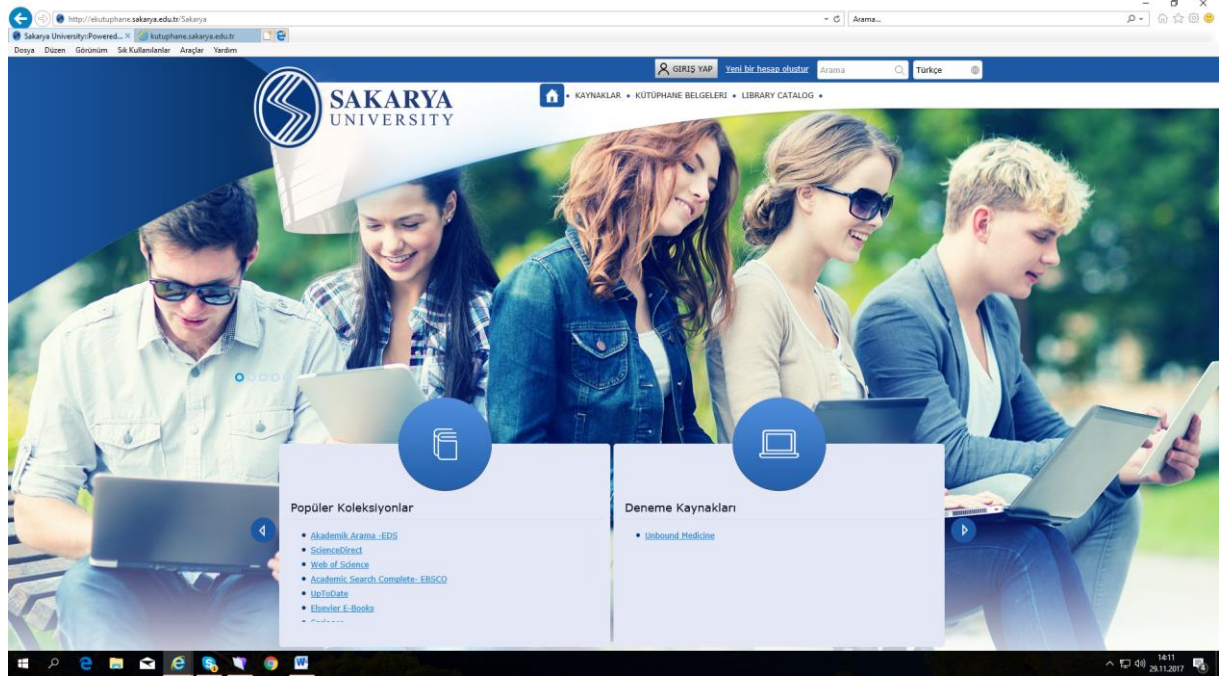 http://ekutuphane.sakarya.edu.tr/Sakarya
Arama...
Sakarya University::Powered...
kutuphane.sakarya.edu.tr
Dosya Düzen Görünüm Sık Kullanılanlar Araçlar Yardım
GIRIŞ YAP Yeni bir hesap oluştur Arama Türkçe
SAKARYA
UNIVERSITY
KAYNAKLAR • KÜTÜPHANE BELGELERI • LIBRARY CATALOG •
Popüler Koleksiyonlar
• Akademik Arama -EDS
• ScienceDirect
• Web of Science
• Academic Search Complete- EBSCO
• UpToDate
• Elsevier E-Books
Deneme Kaynakları
• Unbound Medicine
14:11
29.11.2017